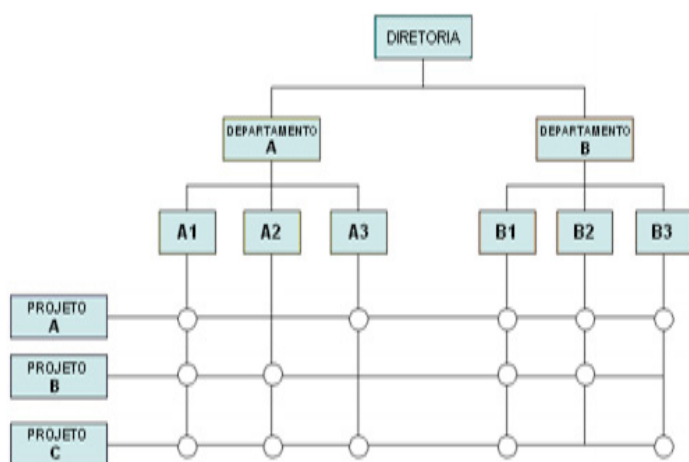 DIRETORIA
DEPARTAMENTO
A
DEPARTAMENTO
B
A1
A2
A3
B1
B2
B3
PROJETO
A
PROJETO
B
PROJETO
C